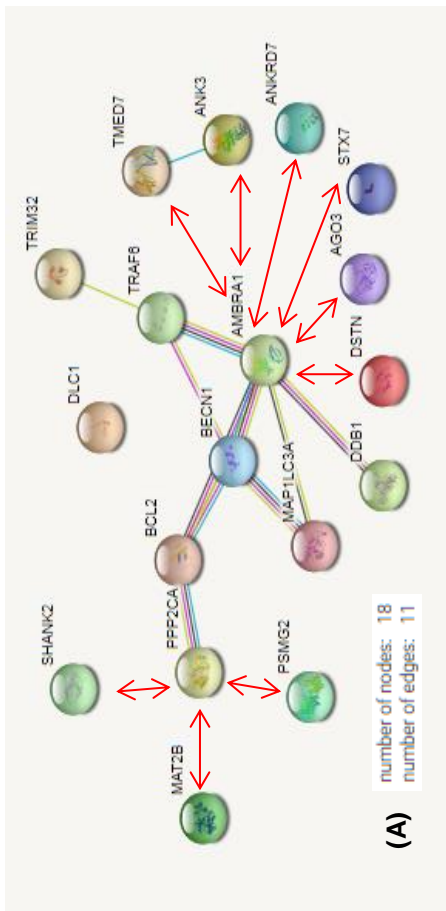 SHANK2
MAT2B
PPP2CA
PSMG2
BCL2
DLC1
BECN1
MAP1LC3A
TRIM32
TRAF6
AMBRA1
DDB1
DSTN
AGO3
STX7
TMED7
ANK3
ANKRD7
(A)
number of nodes: 18
number of edges: 11